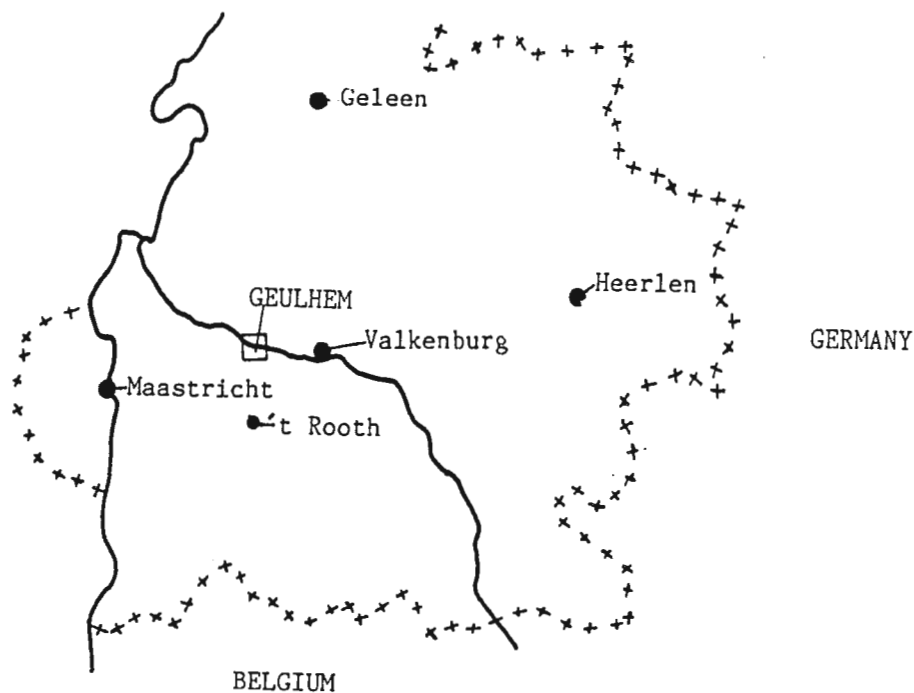 Geleen
Heerlen
GEULHEM
Valkenburg
GERMANY
Maastricht
't Rooth
BELGIUM